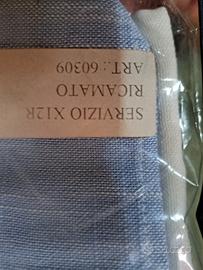 SERVIZIO X12R
RICAMATO
ART.: 60309